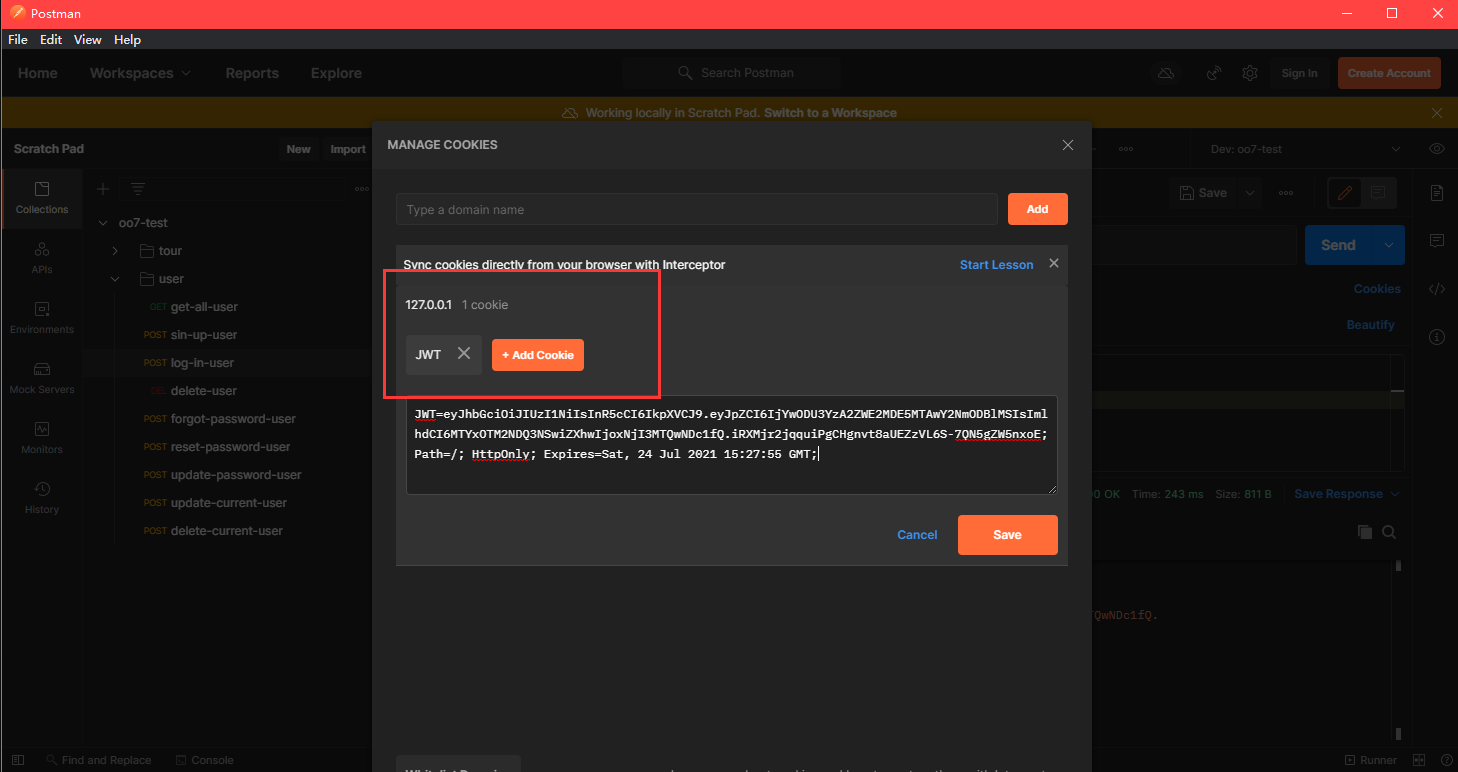 Postman
File Edit View Help
Home Workspaces Reports Explore Search Postman Sign In Create Account
Working locally in Scratch Pad. Switch to a Workspace
Scratch Pad New Import
Dev: oo7-test
Collections
APIs
Environments
Mock Servers
Monitors
History
oo7-test
tour
user
GET get-all-user
POST sin-up-user
POST log-in-user
DEL delete-user
POST forgot-password-user
POST reset-password-user
POST update-password-user
POST update-current-user
POST delete-current-user
MANAGE COOKIES
Type a domain name Add
Sync cookies directly from your browser with Interceptor Start Lesson
127.0.0.1 1 cookie
JWT + Add Cookie
JWT=eyJhbGciOiJIUzI1NiIsInR5cCI6IkpXVCJ9.eyJpZCI6IjYwODU3YzA2ZWE2MDE5MTAwY2NmODBlMSIsIml
hdCI6MTYxOTM2NDQ3NSwiZXhwIjoxNjI3MTQwNDc1fQ.iRXMjr2jqquiPgCHgnvt8aUEZzVL6S-7QN5gZW5nxoE;
Path=/; HttpOnly; Expires=Sat, 24 Jul 2021 15:27:55 GMT;
Cancel Save
Save
Send
Cookies
Beautify
OK Time: 243 ms Size: 811 B Save Response
QwNDc1fQ.
Find and Replace Console
Runner